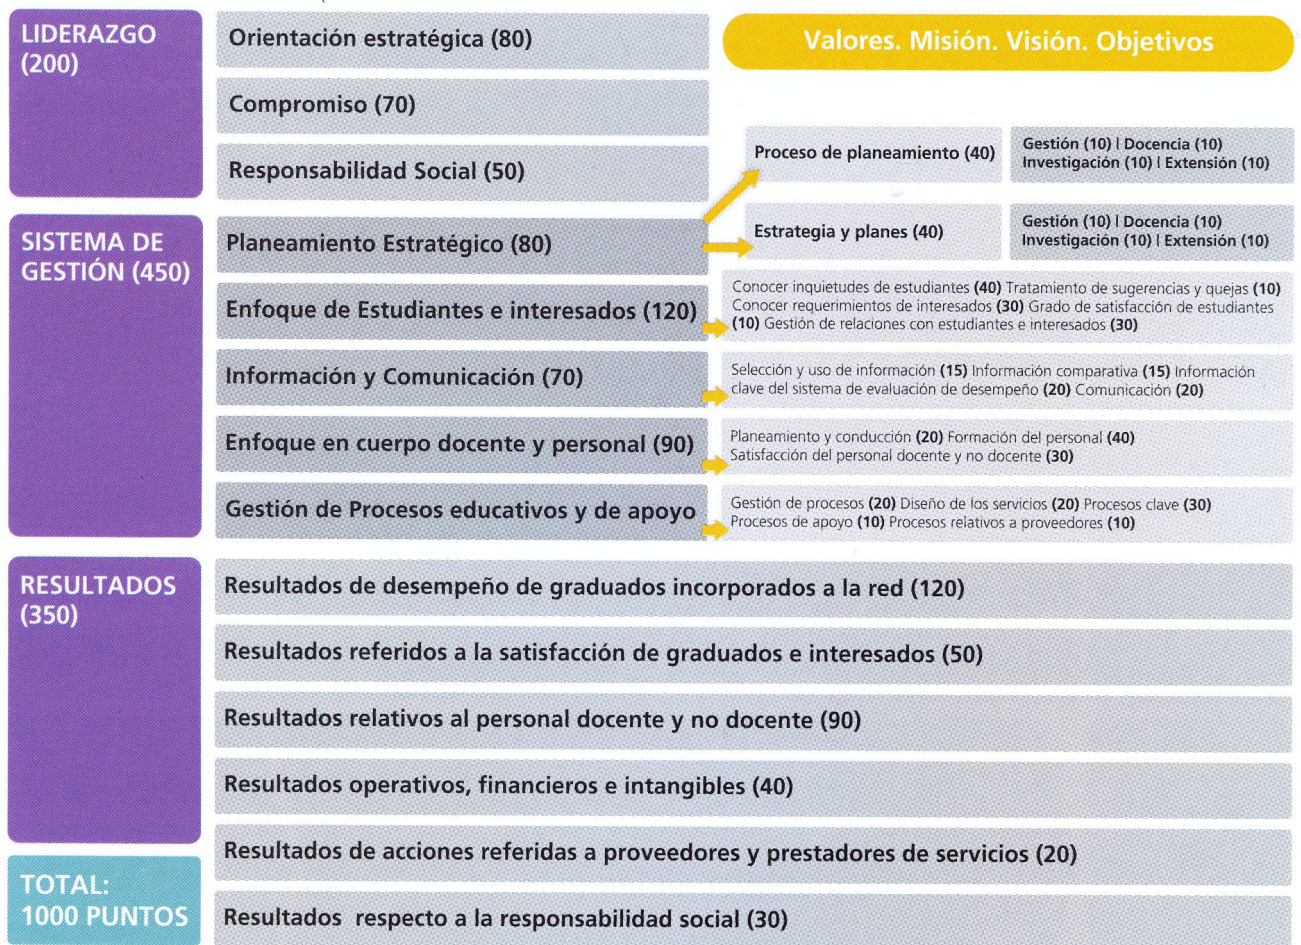 LIDERAZGO
(200)
Orientación estratégica (80)
Valores. Misión. Visión. Objetivos
Compromiso (70)
Responsabilidad Social (50)
Proceso de planeamiento (40)
Gestión (10) | Docencia (10)
Investigación (10) | Extensión (10)
SISTEMA DE
GESTIÓN (450)
Planeamiento Estratégico (80)
Estrategia y planes (40)
Gestión (10) | Docencia (10)
Investigación (10) | Extensión (10)
Enfoque de Estudiantes e interesados (120)
Conocer inquietudes de estudiantes (40) Tratamiento de sugerencias y quejas (10)
Conocer requerimientos de interesados (30) Grado de satisfacción de estudiantes
(10) Gestión de relaciones con estudiantes e interesados (30)
Información y Comunicación (70)
Selección y uso de información (15) Información comparativa (15) Información
clave del sistema de evaluación de desempeño (20) Comunicación (20)
Enfoque en cuerpo docente y personal (90)
Planeamiento y conducción (20) Formación del personal (40)
Satisfacción del personal docente y no docente (30)
Gestión de Procesos educativos y de apoyo
Gestión de procesos (20) Diseño de los servicios (20) Procesos clave (30)
Procesos de apoyo (10) Procesos relativos a proveedores (10)
RESULTADOS
(350)
Resultados de desempeño de graduados incorporados a la red (120)
Resultados referidos a la satisfacción de graduados e interesados (50)
Resultados relativos al personal docente y no docente (90)
Resultados operativos, financieros e intangibles (40)
Resultados de acciones referidas a proveedores y prestadores de servicios (20)
Resultados respecto a la responsabilidad social (30)
TOTAL:
1000 PUNTOS